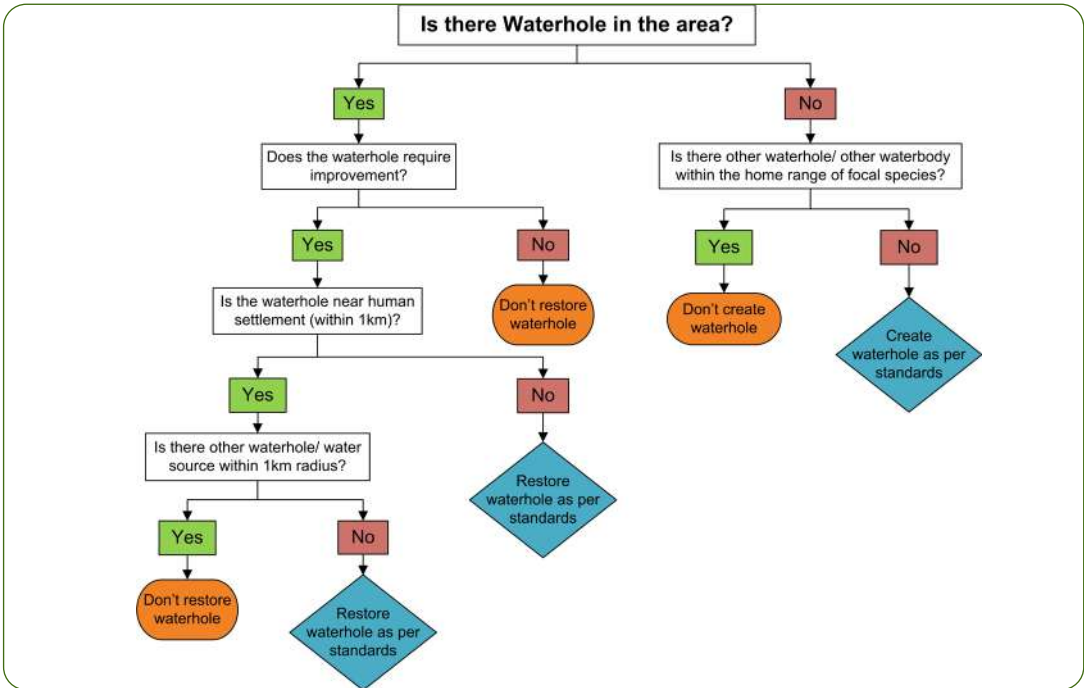 Is there Waterhole in the area?
Yes
No
Does the waterhole require
improvement?
Is there other waterhole/ other waterbody
within the home range of focal species?
Yes
No
Yes
No
Is the waterhole near human
settlement (within 1km)?
Don't restore
waterhole
Don't create
waterhole
Create
waterhole as per
standards
Yes
No
Is there other waterhole/ water
source within 1km radius?
Restore
waterhole as per
standards
Yes
No
Don't restore
waterhole
Restore
waterhole as per
standards